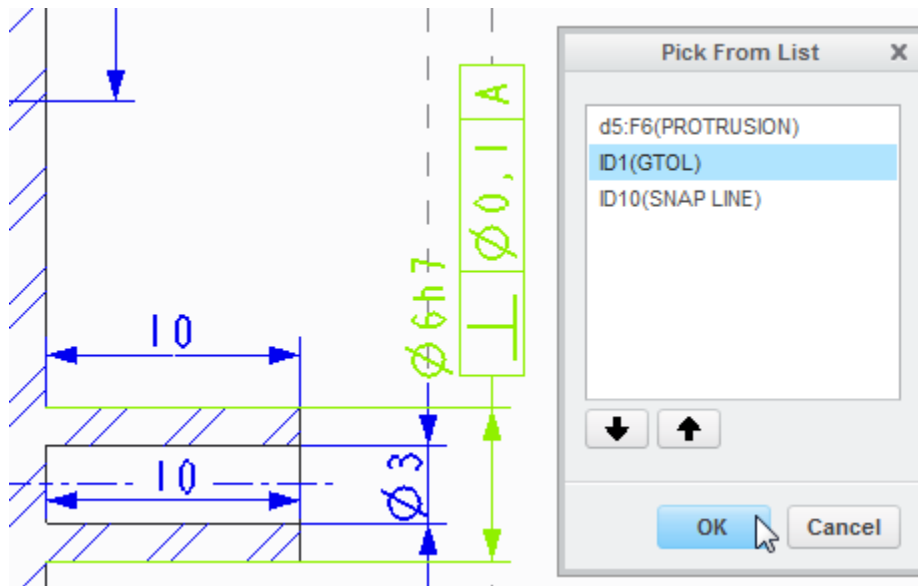 Pick From List X
d5:F6(PROTRUSION)
ID1(GTOL)
ID10(SNAP LINE)
OK Cancel
⊥ Ø0,1 A
Ø6h7
10
10
Ø3